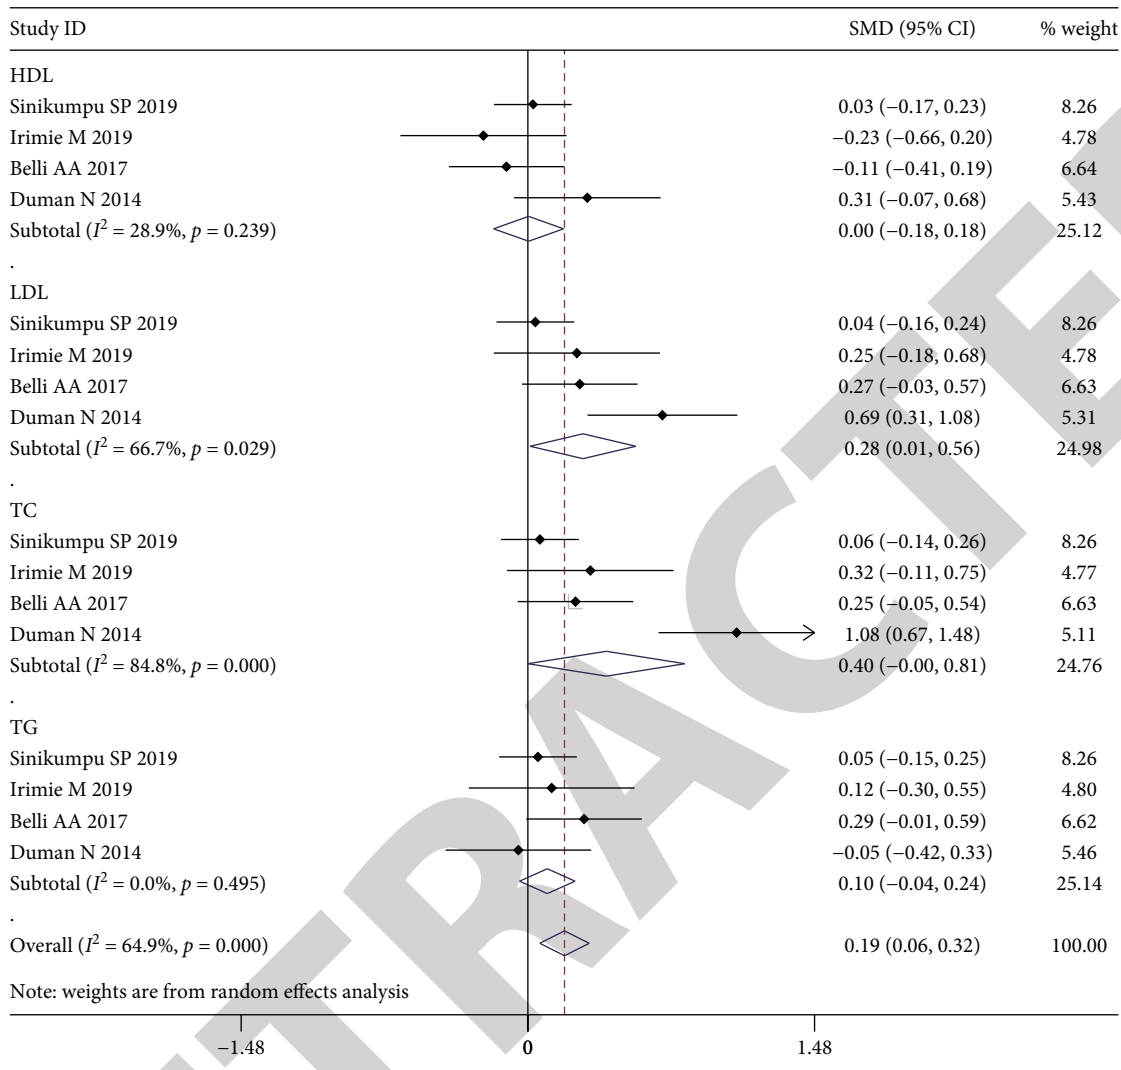 Study ID SMD (95% CI) % weight
HDL
Sinikumpu SP 2019 0.03 (−0.17, 0.23) 8.26
Irimie M 2019 −0.23 (−0.66, 0.20) 4.78
Belli AA 2017 −0.11 (−0.41, 0.19) 6.64
Duman N 2014 0.31 (−0.07, 0.68) 5.43
Subtotal (I² = 28.9%, p = 0.239) 0.00 (−0.18, 0.18) 25.12
.
LDL
Sinikumpu SP 2019 0.04 (−0.16, 0.24) 8.26
Irimie M 2019 0.25 (−0.18, 0.68) 4.78
Belli AA 2017 0.27 (−0.03, 0.57) 6.63
Duman N 2014 0.69 (0.31, 1.08) 5.31
Subtotal (I² = 66.7%, p = 0.029) 0.28 (0.01, 0.56) 24.98
.
TC
Sinikumpu SP 2019 0.06 (−0.14, 0.26) 8.26
Irimie M 2019 0.32 (−0.11, 0.75) 4.77
Belli AA 2017 0.25 (−0.05, 0.54) 6.63
Duman N 2014 1.08 (0.67, 1.48) 5.11
Subtotal (I² = 84.8%, p = 0.000) 0.40 (−0.00, 0.81) 24.76
.
TG
Sinikumpu SP 2019 0.05 (−0.15, 0.25) 8.26
Irimie M 2019 0.12 (−0.30, 0.55) 4.80
Belli AA 2017 0.29 (−0.01, 0.59) 6.62
Duman N 2014 −0.05 (−0.42, 0.33) 5.46
Subtotal (I² = 0.0%, p = 0.495) 0.10 (−0.04, 0.24) 25.14
.
Overall (I² = 64.9%, p = 0.000) 0.19 (0.06, 0.32) 100.00
Note: weights are from random effects analysis
−1.48 0 1.48
TRACTE